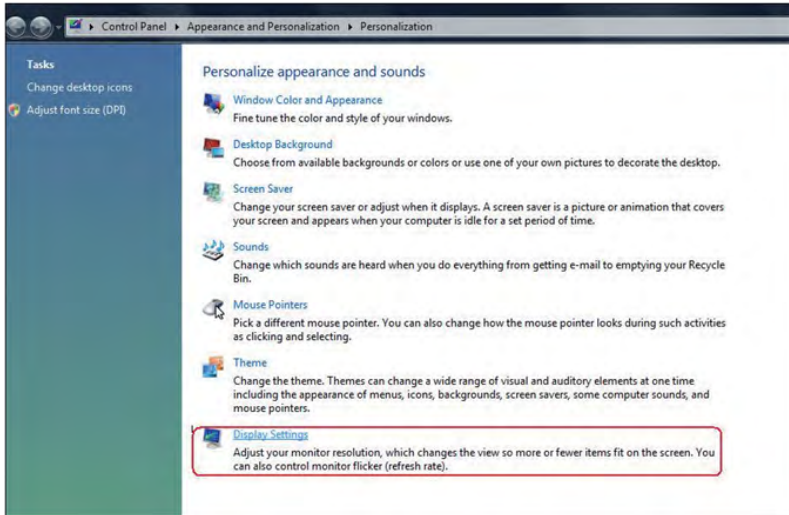 Control Panel ▸ Appearance and Personalization ▸ Personalization
Tasks
Change desktop icons
Adjust font size (DPI)
Personalize appearance and sounds
Window Color and Appearance
Fine tune the color and style of your windows.
Desktop Background
Choose from available backgrounds or colors or use one of your own pictures to decorate the desktop.
Screen Saver
Change your screen saver or adjust when it displays. A screen saver is a picture or animation that covers
your screen and appears when your computer is idle for a set period of time.
Sounds
Change which sounds are heard when you do everything from getting e-mail to emptying your Recycle
Bin.
Mouse Pointers
Pick a different mouse pointer. You can also change how the mouse pointer looks during such activities
as clicking and selecting.
Theme
Change the theme. Themes can change a wide range of visual and auditory elements at one time
including the appearance of menus, icons, backgrounds, screen savers, some computer sounds, and
mouse pointers.
Display Settings
Adjust your monitor resolution, which changes the view so more or fewer items fit on the screen. You
can also control monitor flicker (refresh rate).